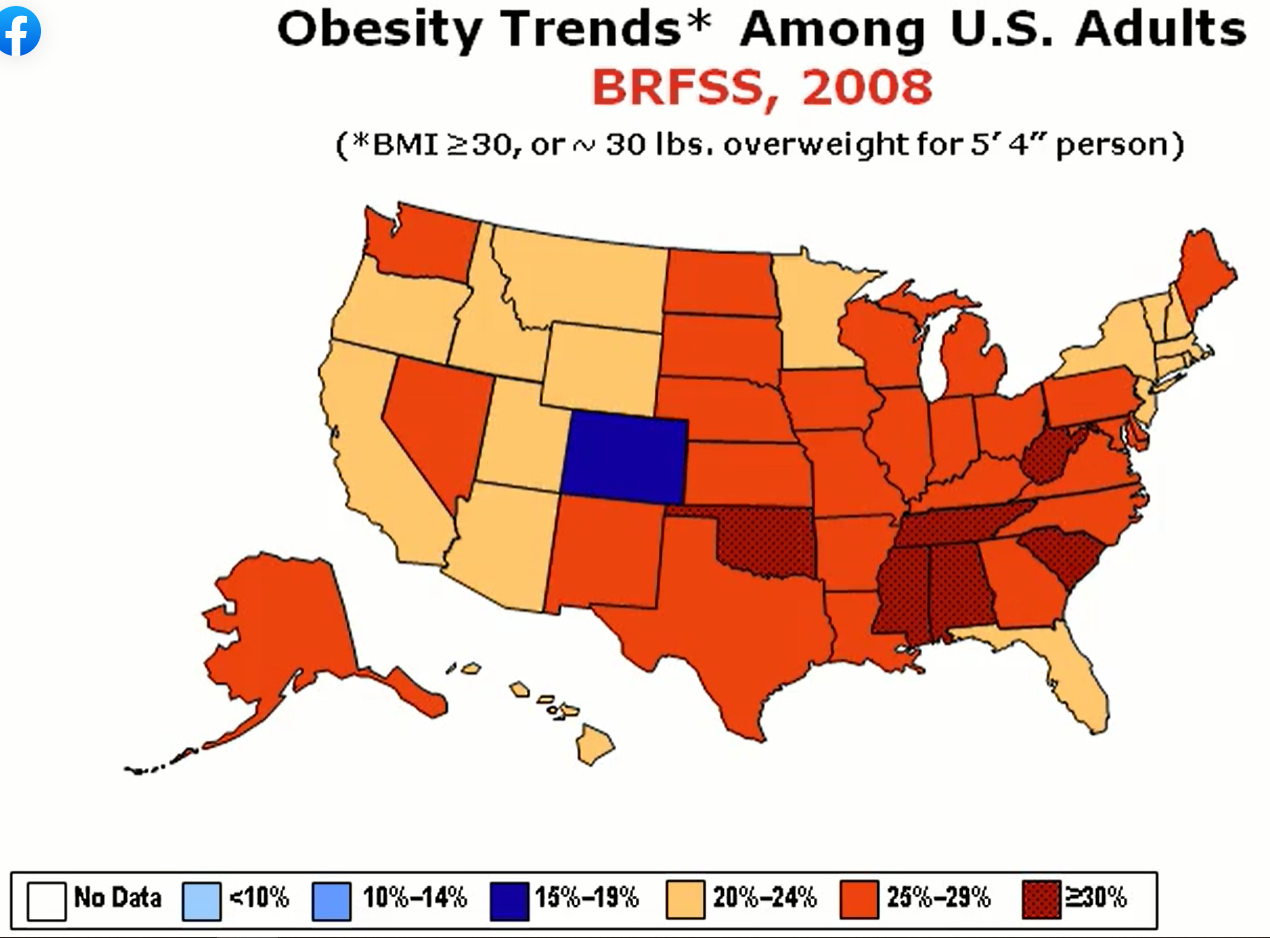 Obesity Trends* Among U.S. Adults
BRFSS, 2008
(*BMI ≥30, or ~ 30 lbs. overweight for 5′ 4″ person)
No Data <10% 10%–14% 15%–19% 20%–24% 25%–29% ≥30%